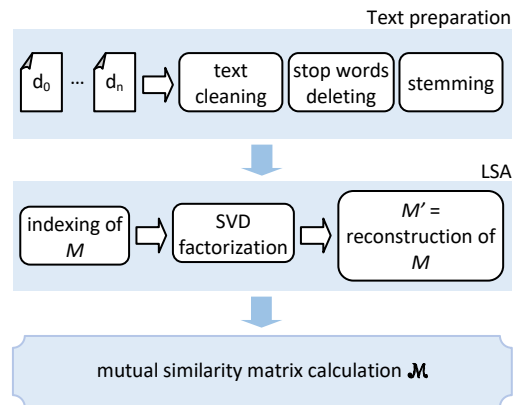 Text preparation
d0 ... dn
text cleaning
stop words deleting
stemming
LSA
indexing of M
SVD factorization
M' = reconstruction of M
mutual similarity matrix calculation 𝓜